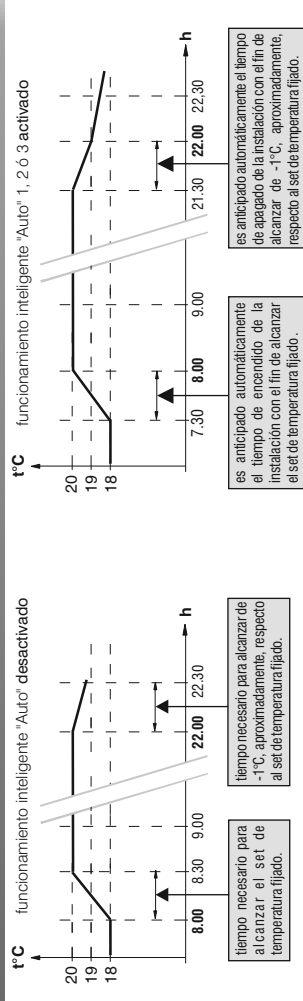 t°C funcionamiento inteligente "Auto" desactivado
20
19
18
8.00 8.30 9.00 22.00 22.30 h
tiempo necesario para
alcanzar el set de
temperatura fijado.
tiempo necesario para alcanzar de
-1°C, aproximadamente, respecto
al set de temperatura fijado.
t°C funcionamiento inteligente "Auto" 1, 2 ó 3 activado
20
19
18
7.30 8.00 9.00 21.30 22.00 22,30 h
es anticipado automáticamente
el tiempo de encendido de la
instalación con el fin de alcanzar
el set de temperatura fijado.
es anticipado automáticamente el tiempo
de apagado de la instalación con el fin de
alcanzar de -1°C, aproximadamente,
respecto al set de temperatura fijado.